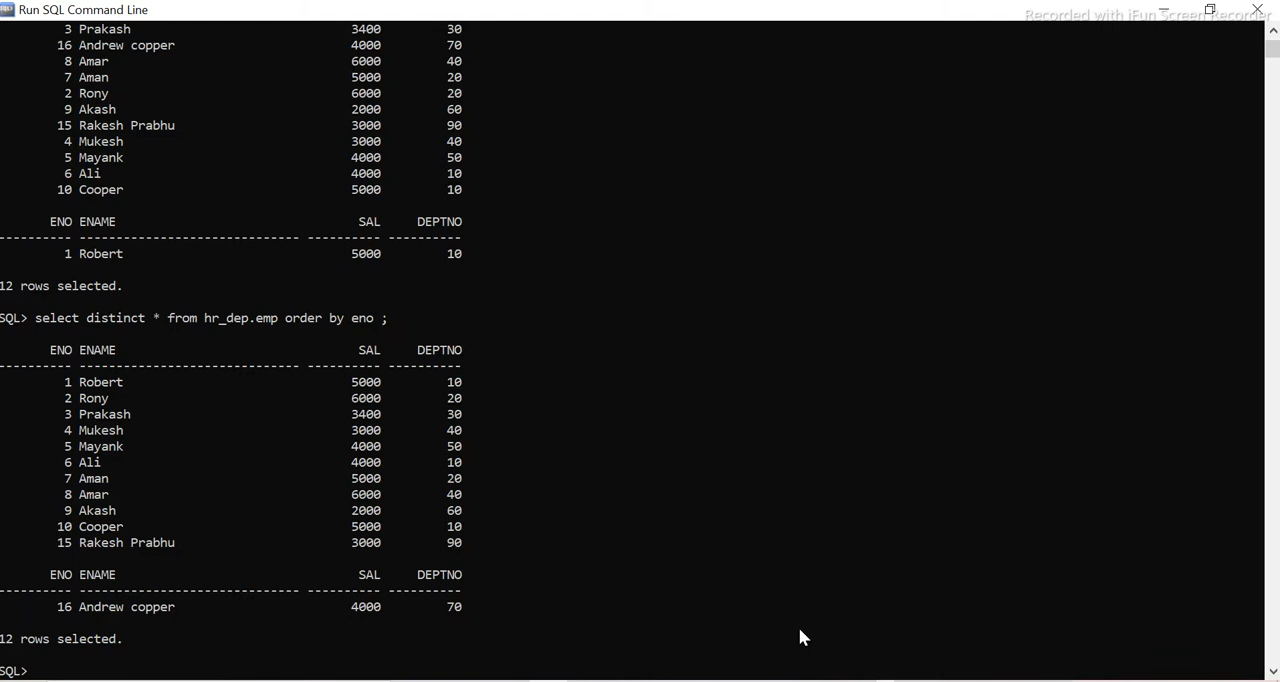 Run SQL Command Line
Recorded with iFun Screen Recorder
3 Prakash 3400 30
16 Andrew copper 4000 70
8 Amar 6000 40
7 Aman 5000 20
2 Rony 6000 20
9 Akash 2000 60
15 Rakesh Prabhu 3000 90
4 Mukesh 3000 40
5 Mayank 4000 50
6 Ali 4000 10
10 Cooper 5000 10
ENO ENAME SAL DEPTNO
---------- ------------------------------ ---------- ----------
1 Robert 5000 10
12 rows selected.
SQL> select distinct * from hr_dep.emp order by eno ;
ENO ENAME SAL DEPTNO
---------- ------------------------------ ---------- ----------
1 Robert 5000 10
2 Rony 6000 20
3 Prakash 3400 30
4 Mukesh 3000 40
5 Mayank 4000 50
6 Ali 4000 10
7 Aman 5000 20
8 Amar 6000 40
9 Akash 2000 60
10 Cooper 5000 10
15 Rakesh Prabhu 3000 90
ENO ENAME SAL DEPTNO
---------- ------------------------------ ---------- ----------
16 Andrew copper 4000 70
12 rows selected.
SQL>